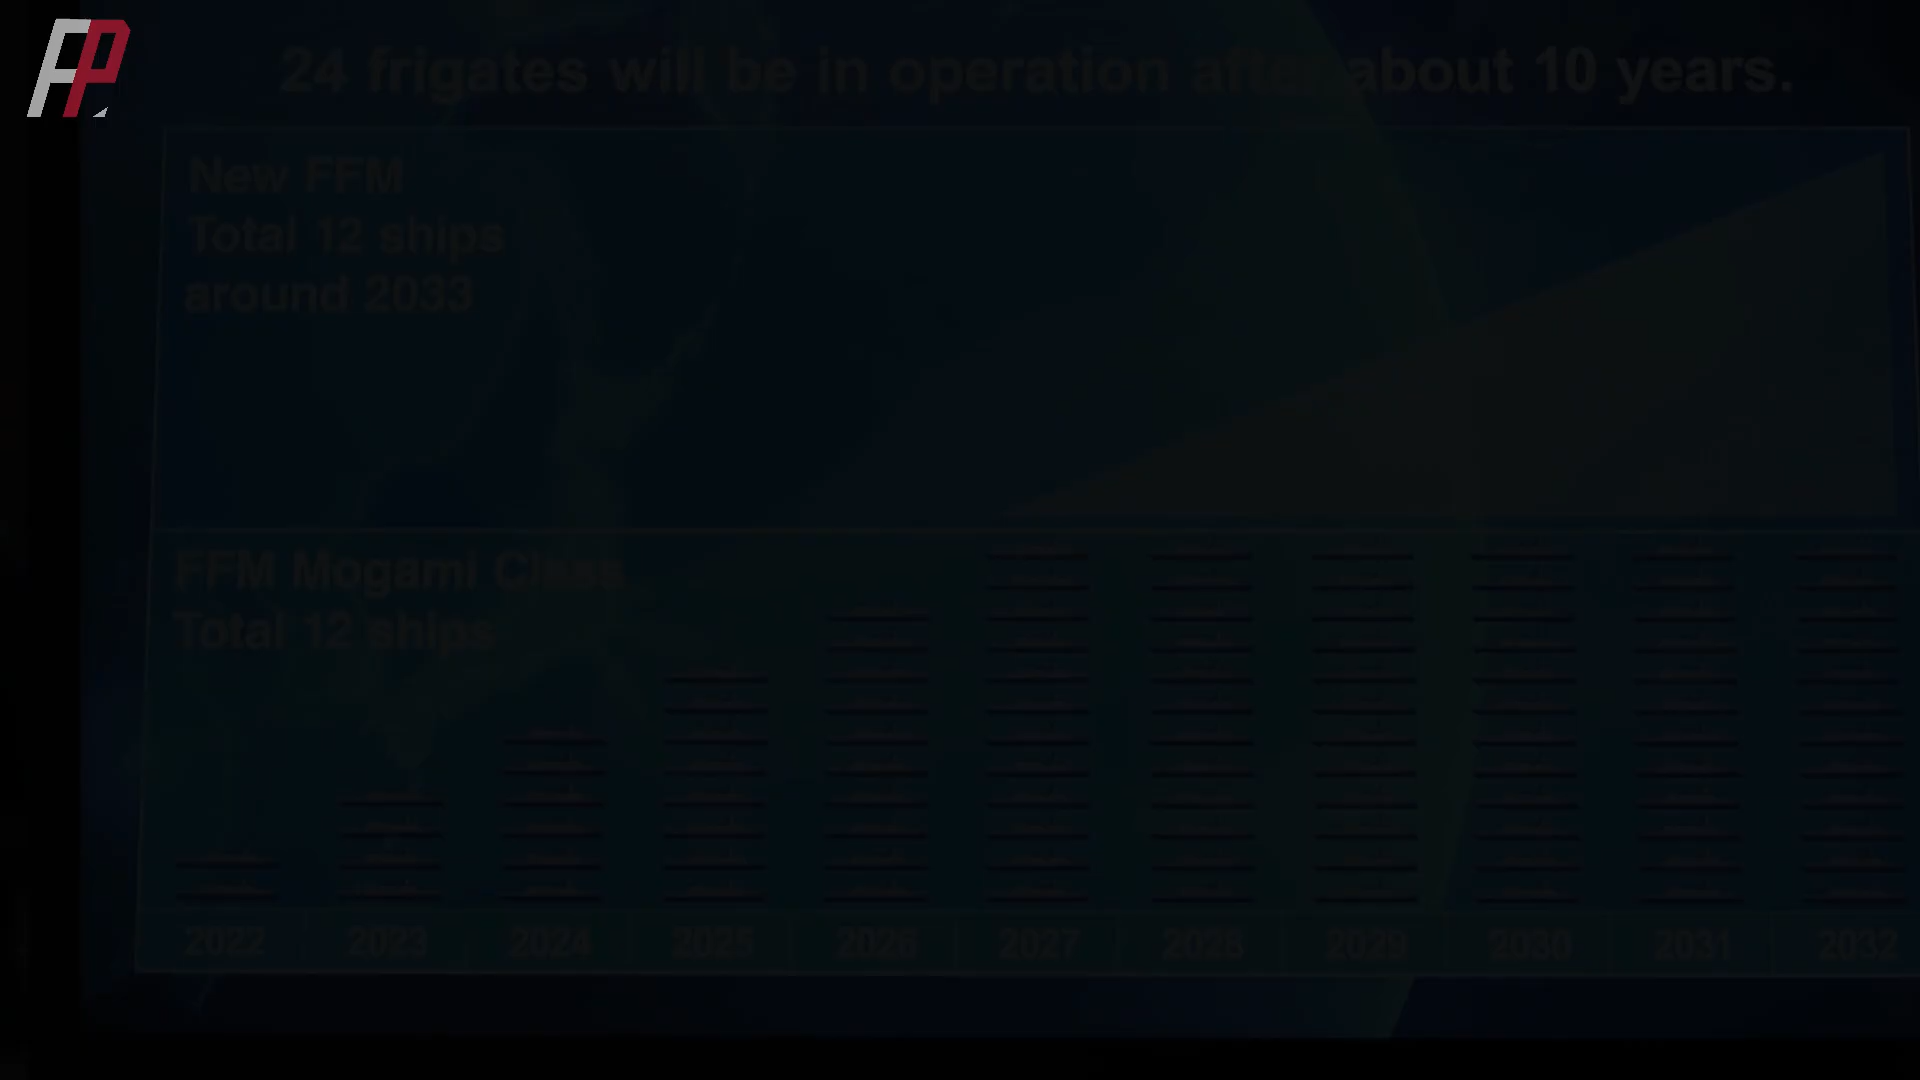 FP
24 frigates will be in operation after about 10 years.
New FFM
Total 12 ships
around 2033
FFM Mogami Class
Total 12 ships
2022 2023 2024 2025 2026 2027 2028 2029 2030 2031 2032